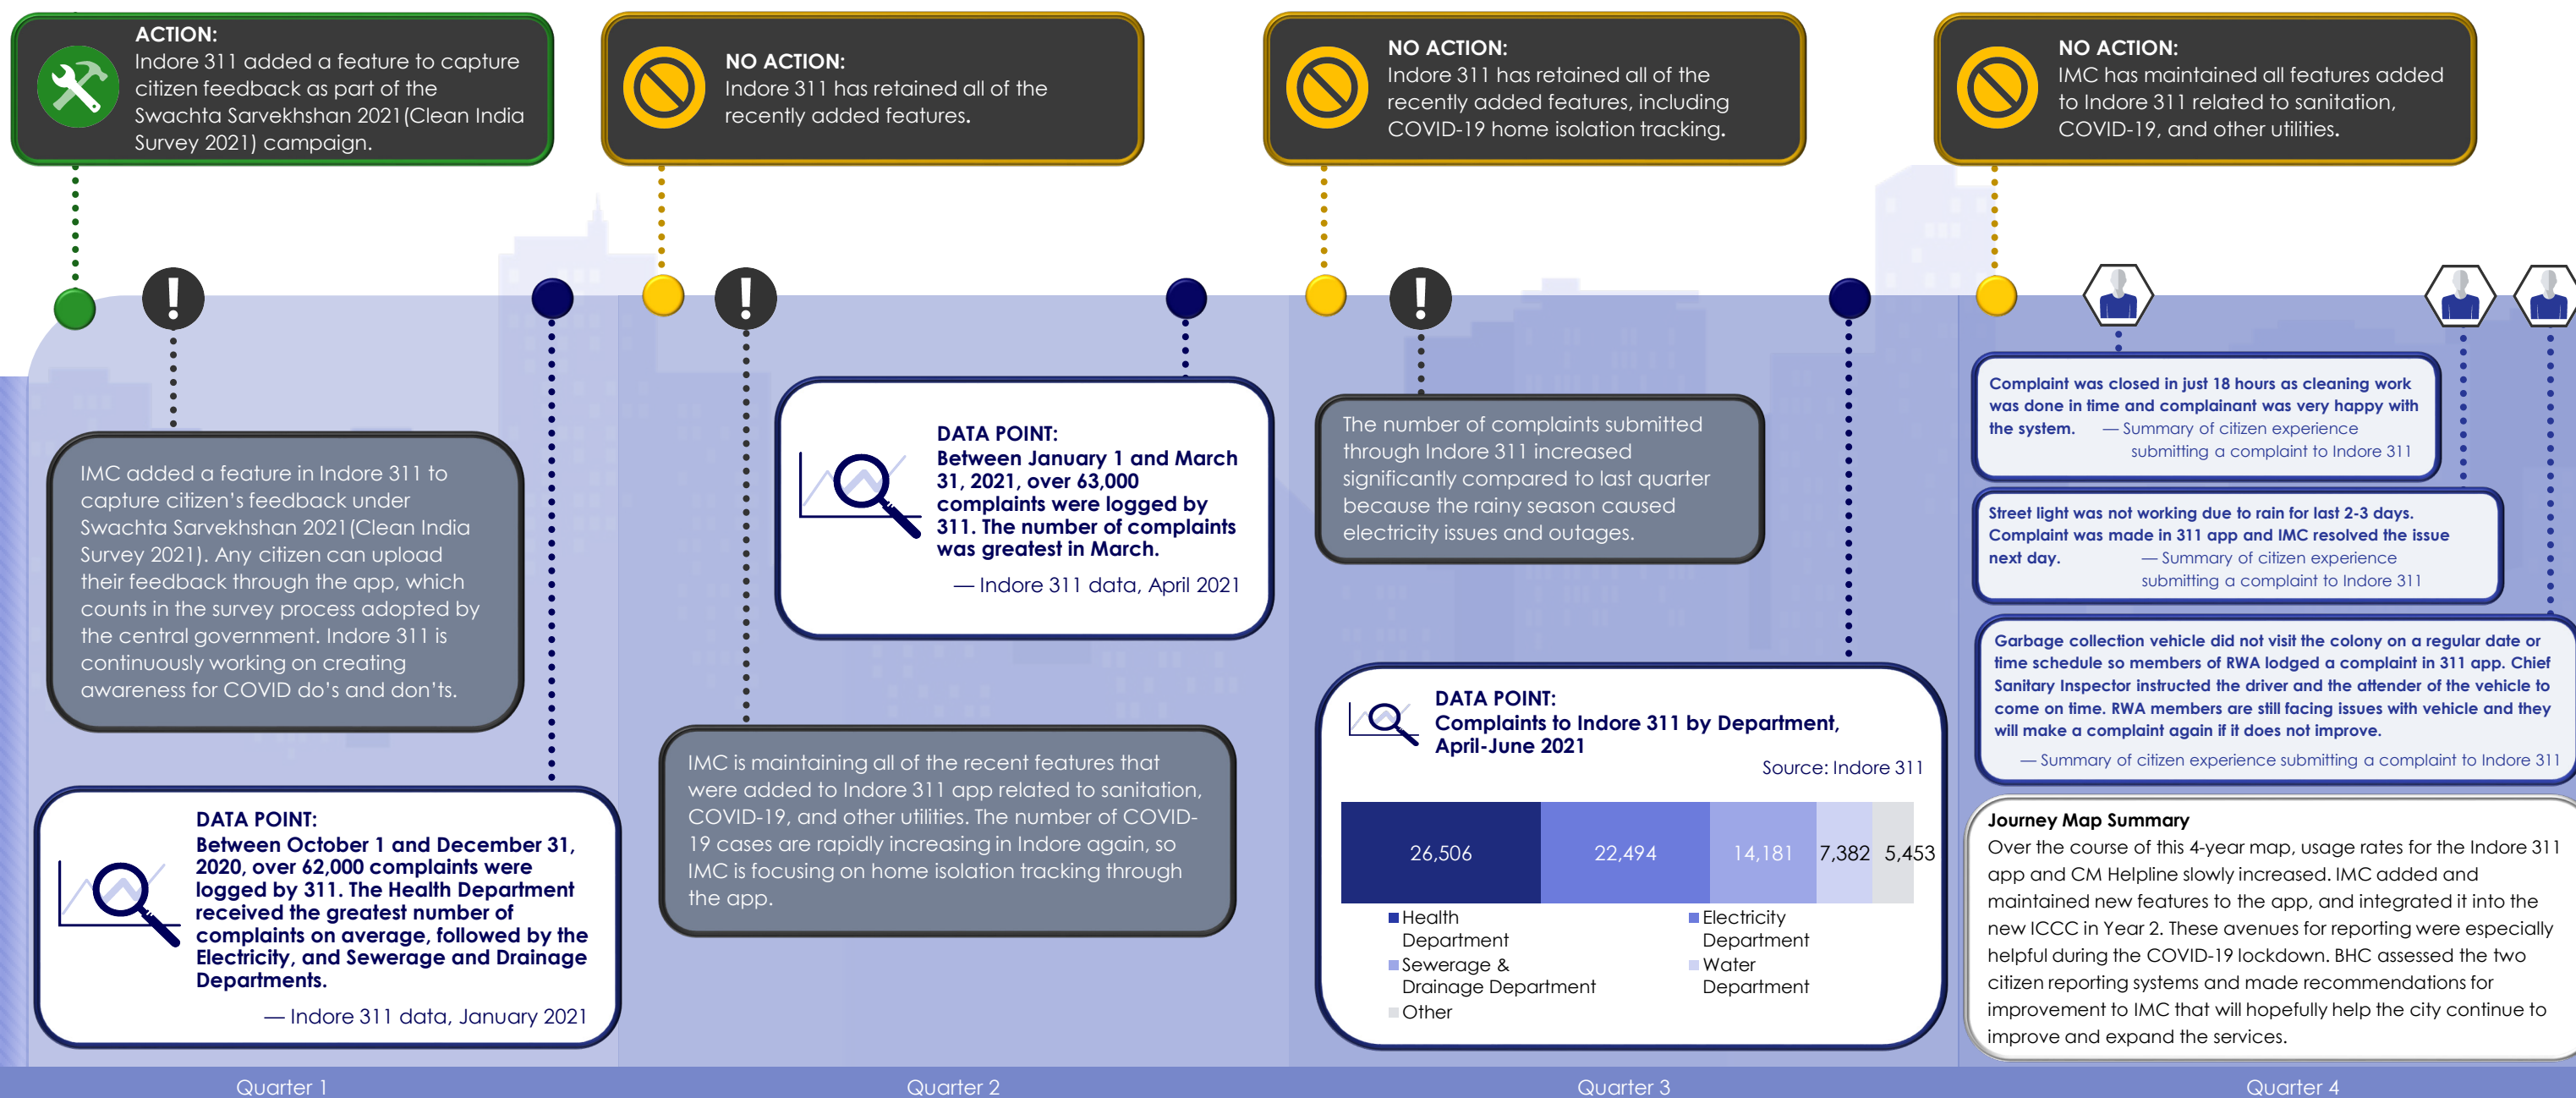 ACTION:
Indore 311 added a feature to capture
citizen feedback as part of the
Swachta Sarvekhshan 2021(Clean India
Survey 2021) campaign.
NO ACTION:
Indore 311 has retained all of the
recently added features.
NO ACTION:
Indore 311 has retained all of the
recently added features, including
COVID-19 home isolation tracking.
NO ACTION:
IMC has maintained all features added
to Indore 311 related to sanitation,
COVID-19, and other utilities.
IMC added a feature in Indore 311 to
capture citizen’s feedback under
Swachta Sarvekhshan 2021(Clean India
Survey 2021). Any citizen can upload
their feedback through the app, which
counts in the survey process adopted by
the central government. Indore 311 is
continuously working on creating
awareness for COVID do’s and don’ts.
DATA POINT:
Between October 1 and December 31,
2020, over 62,000 complaints were
logged by 311. The Health Department
received the greatest number of
complaints on average, followed by the
Electricity, and Sewerage and Drainage
Departments.
— Indore 311 data, January 2021
DATA POINT:
Between January 1 and March
31, 2021, over 63,000
complaints were logged by
311. The number of complaints
was greatest in March.
— Indore 311 data, April 2021
IMC is maintaining all of the recent features that
were added to Indore 311 app related to sanitation,
COVID-19, and other utilities. The number of COVID-
19 cases are rapidly increasing in Indore again, so
IMC is focusing on home isolation tracking through
the app.
The number of complaints submitted
through Indore 311 increased
significantly compared to last quarter
because the rainy season caused
electricity issues and outages.
DATA POINT:
Complaints to Indore 311 by Department,
April-June 2021
Source: Indore 311
26,506 22,494 14,181 7,382 5,453
Health
Department
Electricity
Department
Sewerage &
Drainage Department
Water
Department
Other
Complaint was closed in just 18 hours as cleaning work
was done in time and complainant was very happy with
the system. — Summary of citizen experience
submitting a complaint to Indore 311
Street light was not working due to rain for last 2-3 days.
Complaint was made in 311 app and IMC resolved the issue
next day. — Summary of citizen experience
submitting a complaint to Indore 311
Garbage collection vehicle did not visit the colony on a regular date or
time schedule so members of RWA lodged a complaint in 311 app. Chief
Sanitary Inspector instructed the driver and the attender of the vehicle to
come on time. RWA members are still facing issues with vehicle and they
will make a complaint again if it does not improve.
— Summary of citizen experience submitting a complaint to Indore 311
Journey Map Summary
Over the course of this 4-year map, usage rates for the Indore 311
app and CM Helpline slowly increased. IMC added and
maintained new features to the app, and integrated it into the
new ICCC in Year 2. These avenues for reporting were especially
helpful during the COVID-19 lockdown. BHC assessed the two
citizen reporting systems and made recommendations for
improvement to IMC that will hopefully help the city continue to
improve and expand the services.
Quarter 1
Quarter 2
Quarter 3
Quarter 4